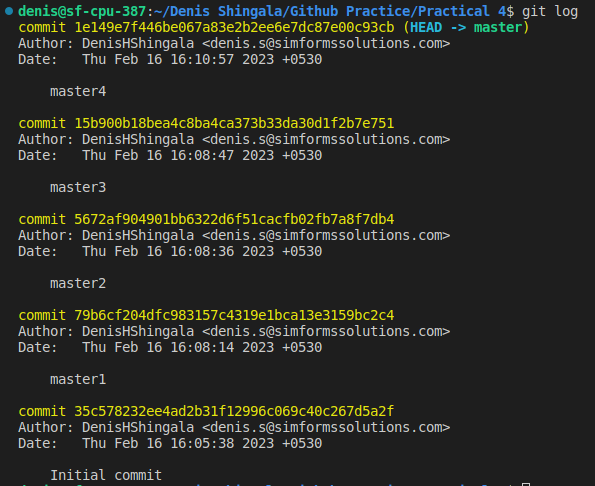 denis@sf-cpu-387:~/Denis Shingala/Github Practice/Practical 4$ git log
commit 1e149e7f446be067a83e2b2ee6e7dc87e00c93cb (HEAD -> master)
Author: DenisHShingala <denis.s@simformssolutions.com>
Date:   Thu Feb 16 16:10:57 2023 +0530
master4
commit 15b900b18bea4c8ba4ca373b33da30d1f2b7e751
Author: DenisHShingala <denis.s@simformssolutions.com>
Date:   Thu Feb 16 16:08:47 2023 +0530
master3
commit 5672af904901bb6322d6f51cacfb02fb7a8f7db4
Author: DenisHShingala <denis.s@simformssolutions.com>
Date:   Thu Feb 16 16:08:36 2023 +0530
master2
commit 79b6cf204dfc983157c4319e1bca13e3159bc2c4
Author: DenisHShingala <denis.s@simformssolutions.com>
Date:   Thu Feb 16 16:08:14 2023 +0530
master1
commit 35c578232ee4ad2b31f12996c069c40c267d5a2f
Author: DenisHShingala <denis.s@simformssolutions.com>
Date:   Thu Feb 16 16:05:38 2023 +0530
Initial commit